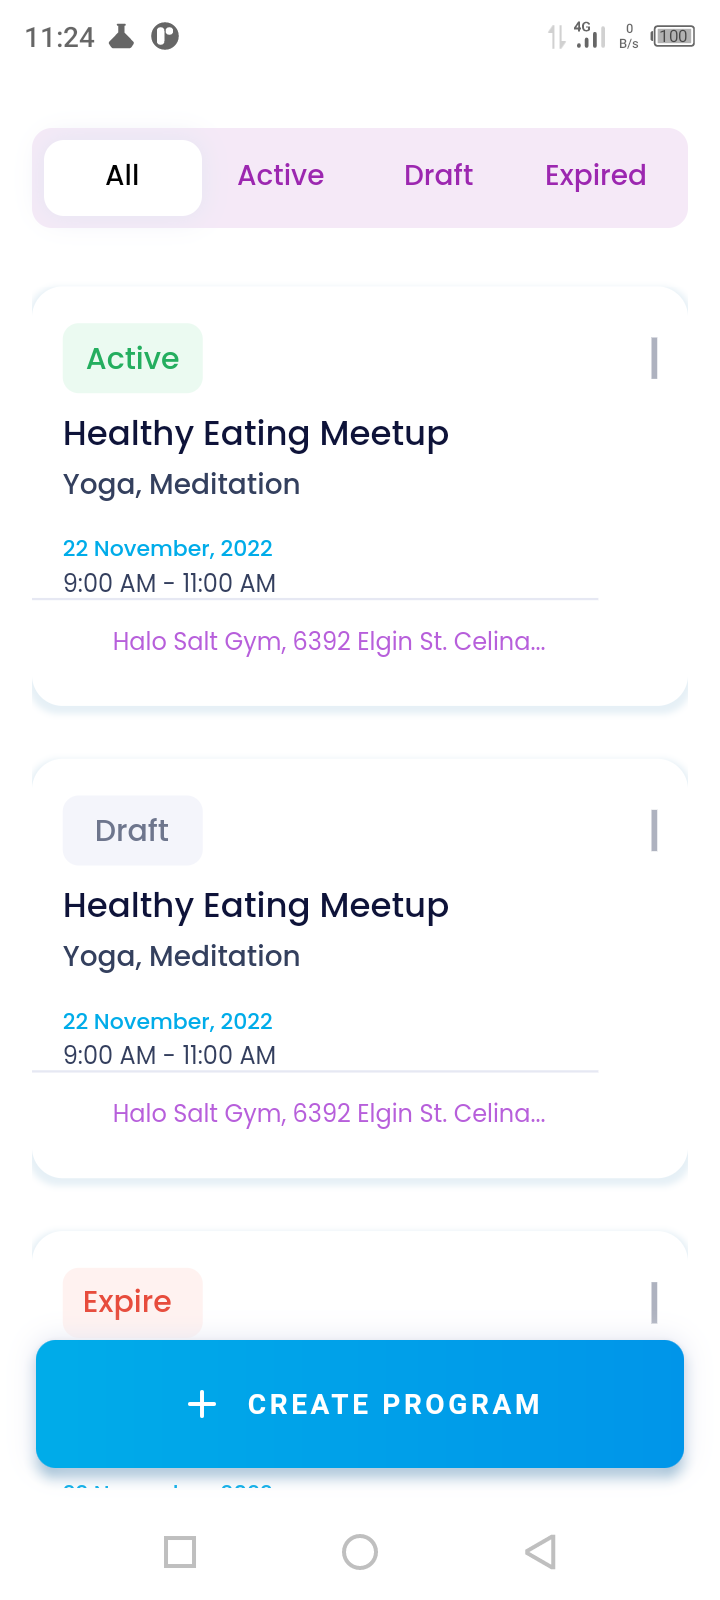 11:24
4G
0
B/s
100
All
Active
Draft
Expired
Active
Healthy Eating Meetup
Yoga, Meditation
22 November, 2022
9:00 AM - 11:00 AM
Halo Salt Gym, 6392 Elgin St. Celina...
Draft
Healthy Eating Meetup
Yoga, Meditation
22 November, 2022
9:00 AM - 11:00 AM
Halo Salt Gym, 6392 Elgin St. Celina...
Expire
CREATE PROGRAM